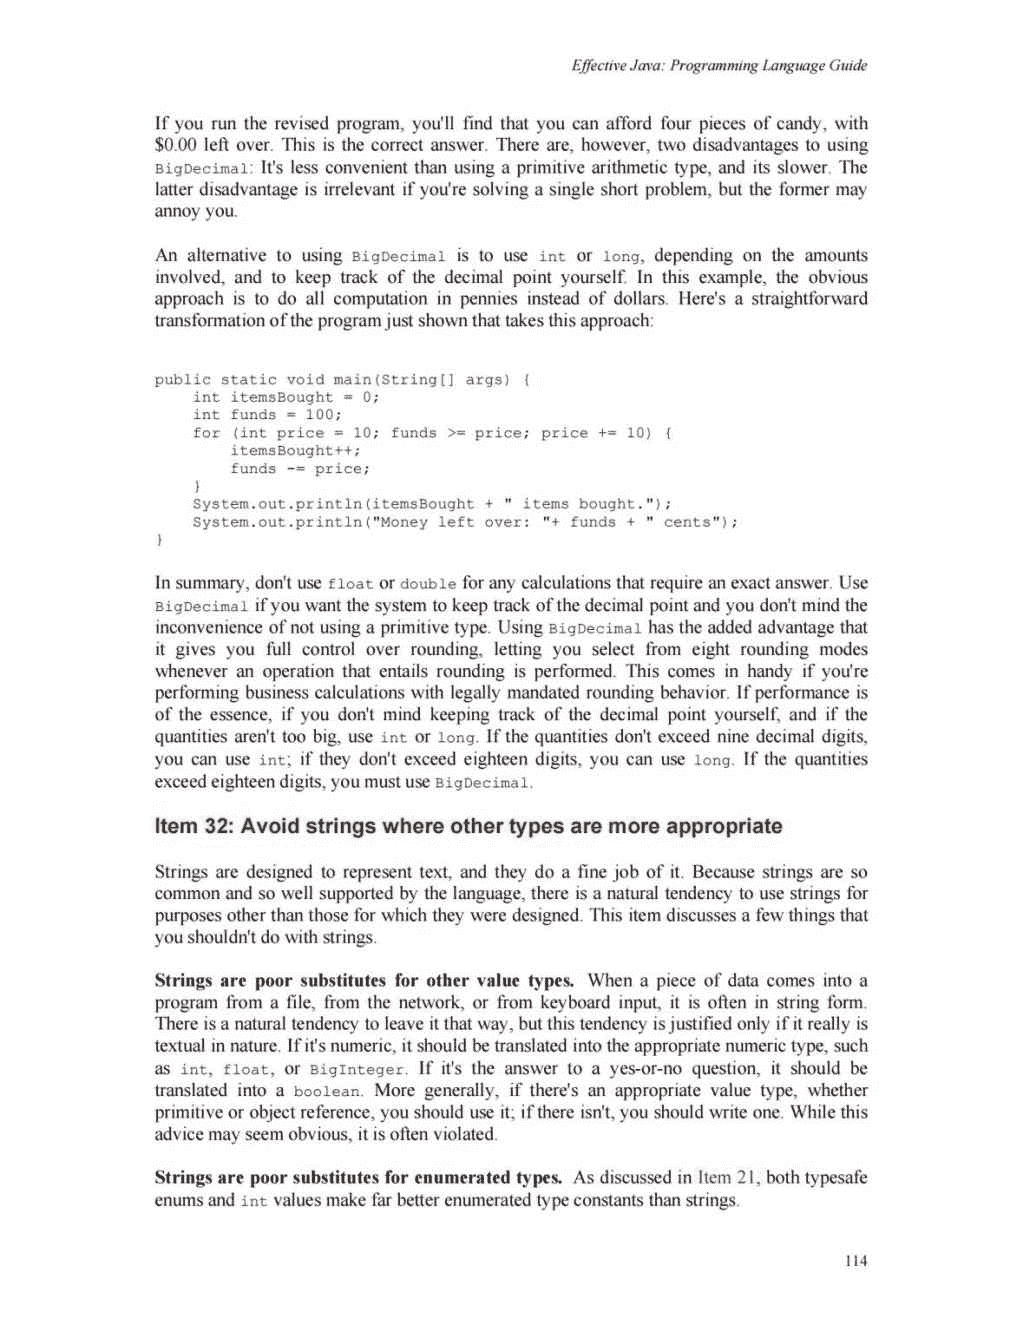 Effective Java: Programming Language Guide
If you run the revised program, you'll find that you can afford four pieces of candy, with
$0.00 left over. This is the correct answer. There are, however, two disadvantages to using
BigDecimal: It's less convenient than using a primitive arithmetic type, and its slower. The
latter disadvantage is irrelevant if you're solving a single short problem, but the former may
annoy you.
An alternative to using BigDecimal is to use int or long, depending on the amounts
involved, and to keep track of the decimal point yourself. In this example, the obvious
approach is to do all computation in pennies instead of dollars. Here's a straightforward
transformation of the program just shown that takes this approach:
public static void main(String[] args) {
    int itemsBought = 0;
    int funds = 100;
    for (int price = 10; funds >= price; price += 10) {
        itemsBought++;
        funds -= price;
    }
    System.out.println(itemsBought + " items bought.");
    System.out.println("Money left over: "+ funds + " cents");
}
In summary, don't use float or double for any calculations that require an exact answer. Use
BigDecimal if you want the system to keep track of the decimal point and you don't mind the
inconvenience of not using a primitive type. Using BigDecimal has the added advantage that
it gives you full control over rounding, letting you select from eight rounding modes
whenever an operation that entails rounding is performed. This comes in handy if you're
performing business calculations with legally mandated rounding behavior. If performance is
of the essence, if you don't mind keeping track of the decimal point yourself, and if the
quantities aren't too big, use int or long. If the quantities don't exceed nine decimal digits,
you can use int; if they don't exceed eighteen digits, you can use long. If the quantities
exceed eighteen digits, you must use BigDecimal.
Item 32: Avoid strings where other types are more appropriate
Strings are designed to represent text, and they do a fine job of it. Because strings are so
common and so well supported by the language, there is a natural tendency to use strings for
purposes other than those for which they were designed. This item discusses a few things that
you shouldn't do with strings.
Strings are poor substitutes for other value types. When a piece of data comes into a
program from a file, from the network, or from keyboard input, it is often in string form.
There is a natural tendency to leave it that way, but this tendency is justified only if it really is
textual in nature. If it's numeric, it should be translated into the appropriate numeric type, such
as int, float, or BigInteger. If it's the answer to a yes-or-no question, it should be
translated into a boolean. More generally, if there's an appropriate value type, whether
primitive or object reference, you should use it; if there isn't, you should write one. While this
advice may seem obvious, it is often violated.
Strings are poor substitutes for enumerated types. As discussed in Item 21, both typesafe
enums and int values make far better enumerated type constants than strings.
114